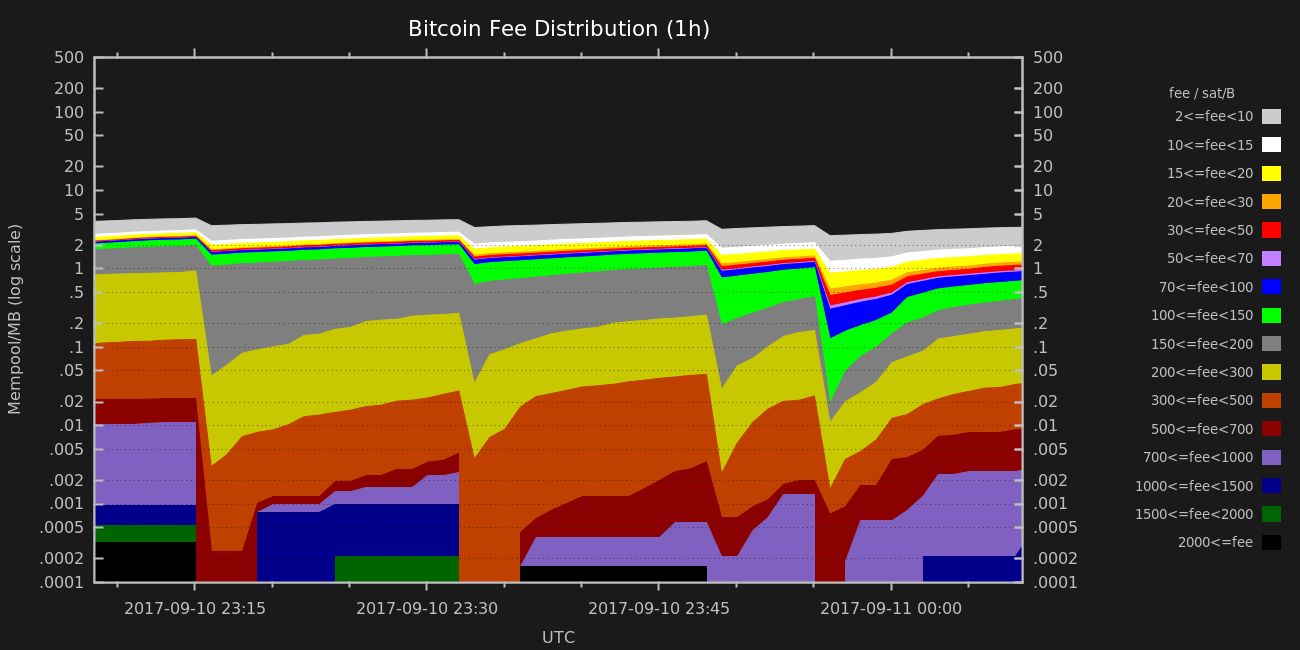 Bitcoin Fee Distribution (1h)
Mempool/MB (log scale)
500
200
100
50
20
10
5
2
1
.5
.2
.1
.05
.02
.01
.005
.002
.001
.0005
.0002
.0001
500
200
100
50
20
10
5
2
1
.5
.2
.1
.05
.02
.01
.005
.002
.001
.0005
.0002
.0001
fee / sat/B
2<=fee<10
10<=fee<15
15<=fee<20
20<=fee<30
30<=fee<50
50<=fee<70
70<=fee<100
100<=fee<150
150<=fee<200
200<=fee<300
300<=fee<500
500<=fee<700
700<=fee<1000
1000<=fee<1500
1500<=fee<2000
2000<=fee
2017-09-10 23:15 2017-09-10 23:30 2017-09-10 23:45 2017-09-11 00:00
UTC